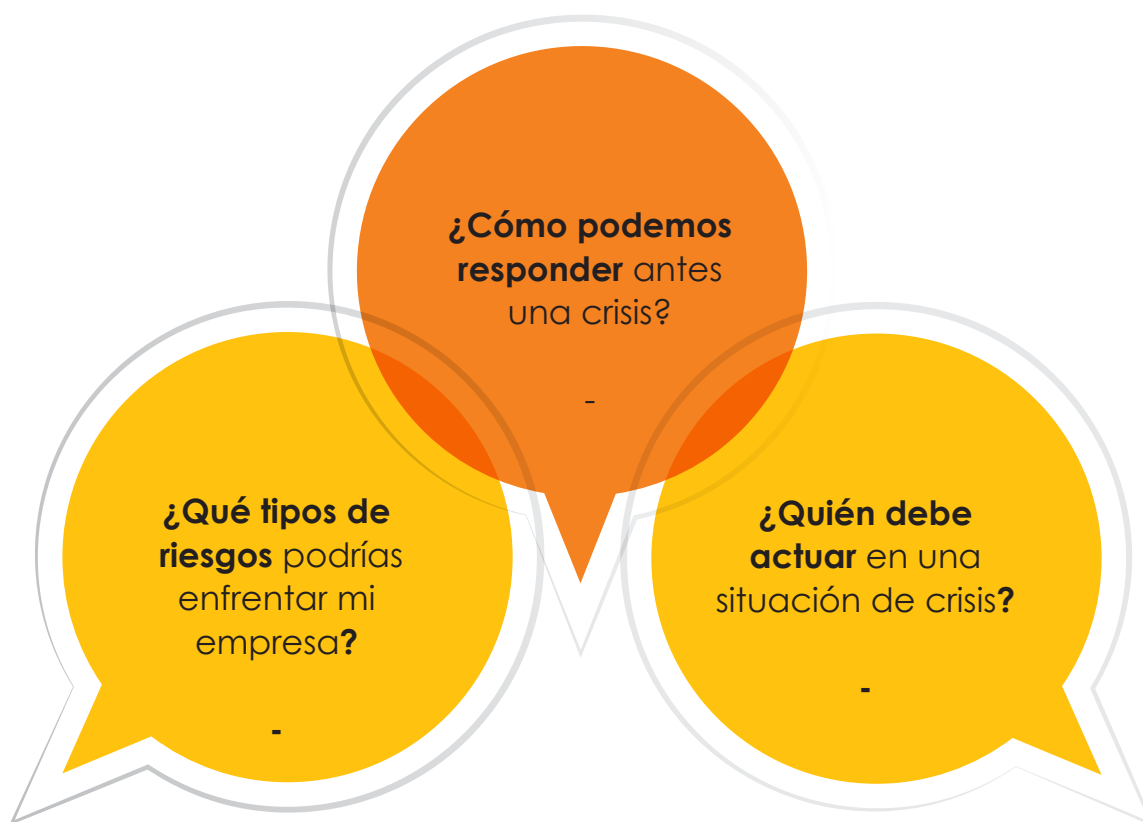 ¿Cómo podemos
responder antes
una crisis?
-
¿Qué tipos de
riesgos podrías
enfrentar mi
empresa?
-
¿Quién debe
actuar en una
situación de crisis?
-